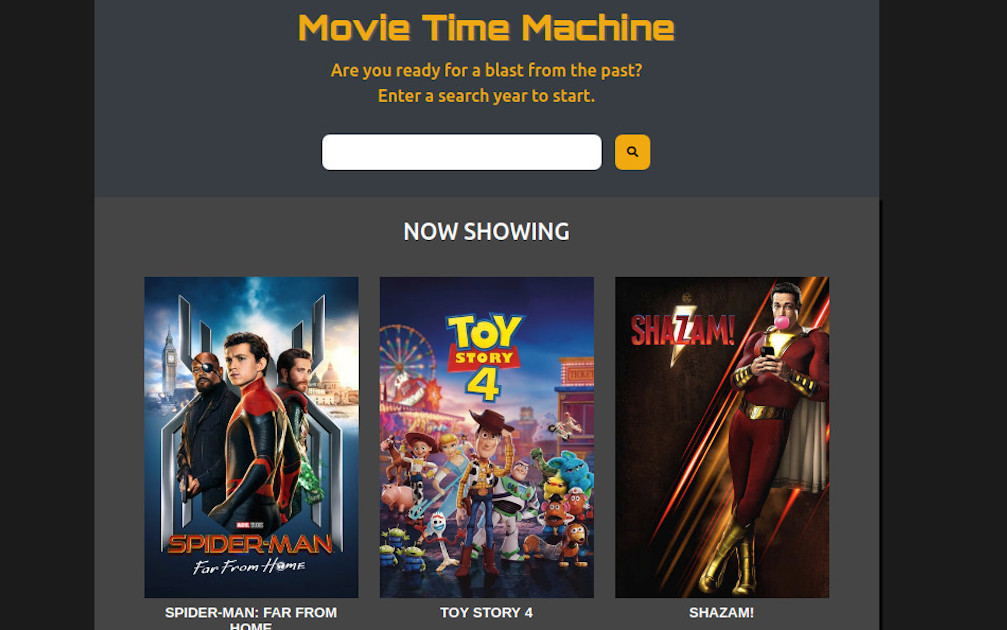 Movie Time Machine
Are you ready for a blast from the past?
Enter a search year to start.
NOW SHOWING
MARVEL STUDIOS
SPIDER-MAN
Far From Home
TOY
STORY
4
TICKETS
DC
SHAZAM!
SPIDER-MAN: FAR FROM
HOME
TOY STORY 4
SHAZAM!